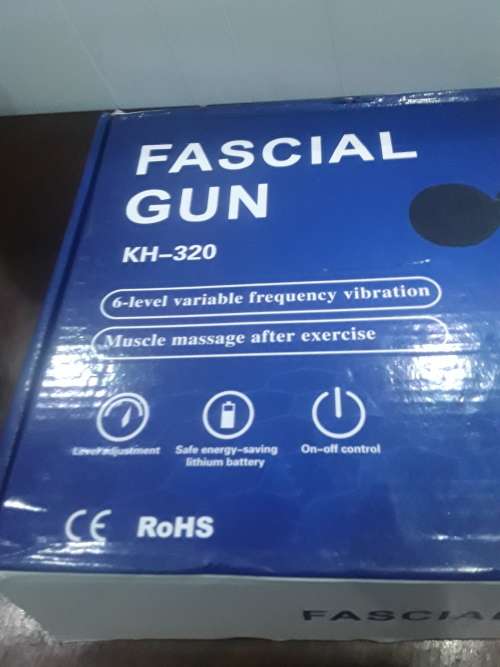 FASCIAL
GUN
KH-320
6-level variable frequency vibration
Muscle massage after exercise
Level adjustment
Safe energy-saving
lithium battery
On-off control
CE RoHS
FASCIAL